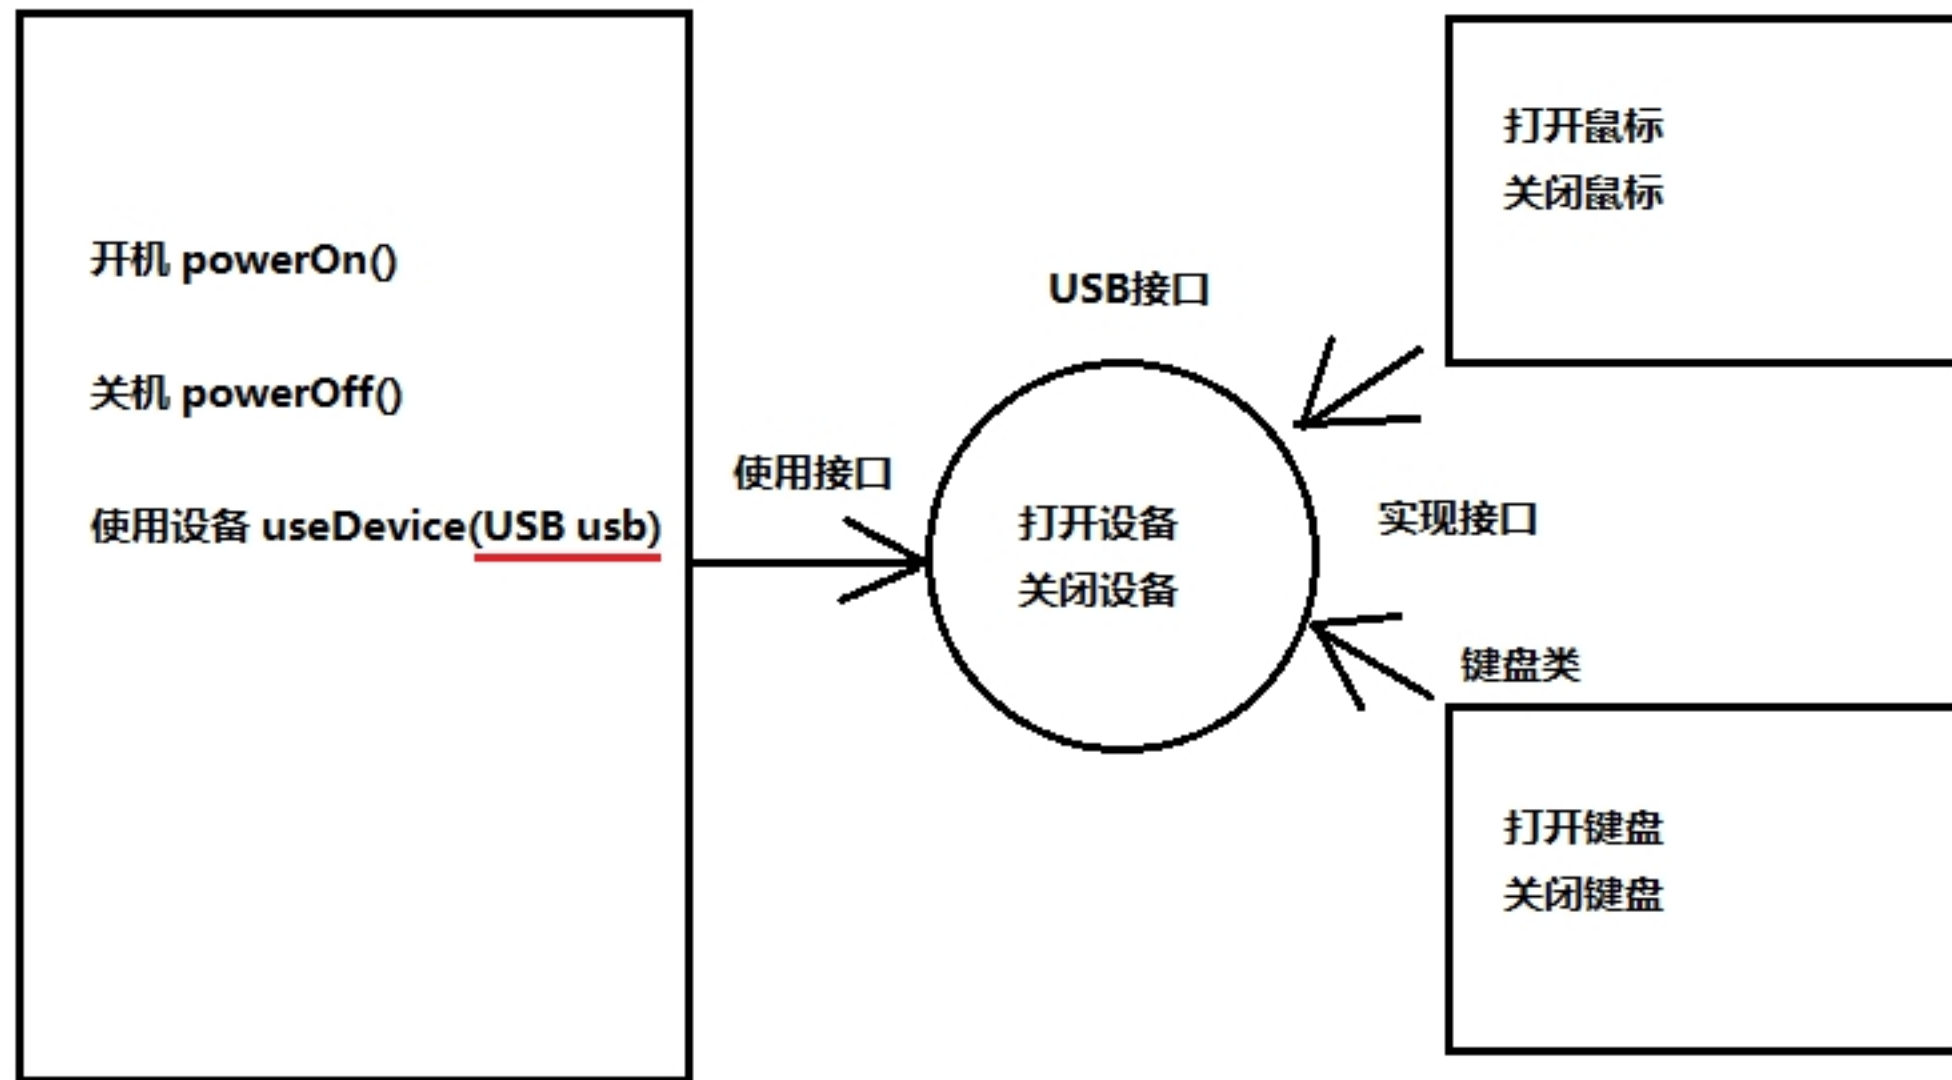 开机 powerOn()
关机 powerOff()
使用设备 useDevice(USB usb)
使用接口
USB接口
打开设备
关闭设备
实现接口
打开鼠标
关闭鼠标
键盘类
打开键盘
关闭键盘